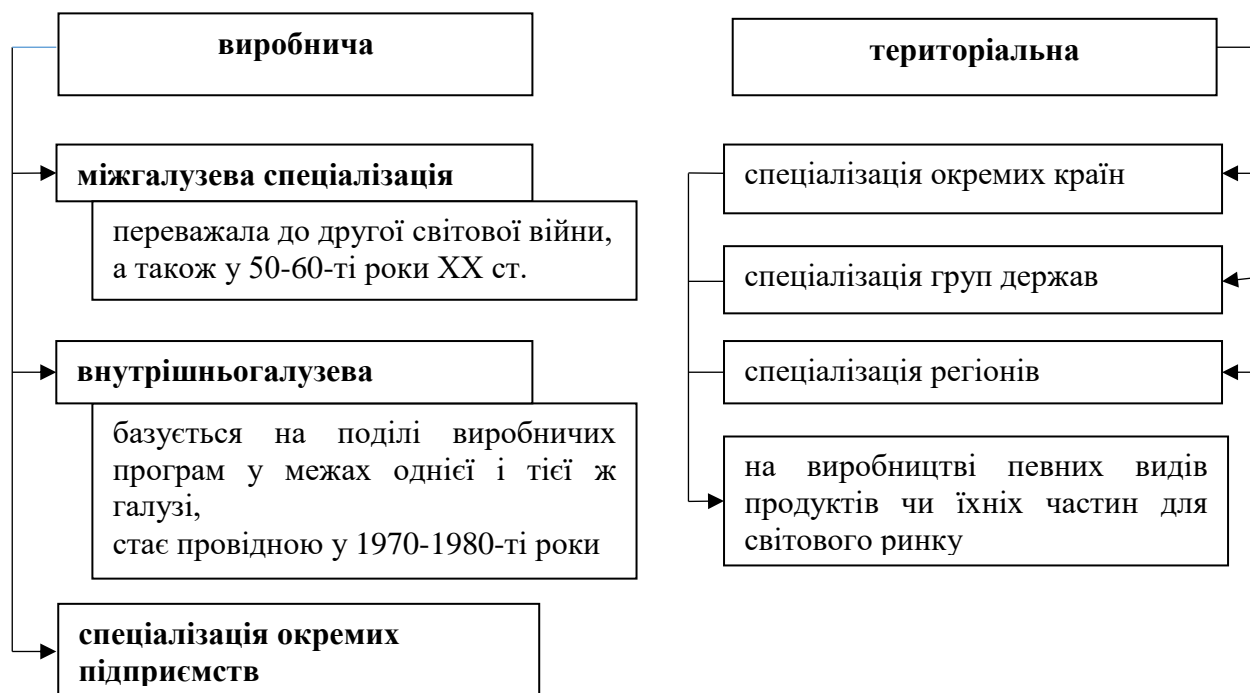 виробнича
міжгалузева спеціалізація
переважала до другої світової війни,
а також у 50-60-ті роки ХХ ст.
внутрішньогалузева
базується на поділі виробничих
програм у межах однієї і тієї ж
галузі,
стає провідною у 1970-1980-ті роки
спеціалізація окремих
підприємств
територіальна
спеціалізація окремих країн
спеціалізація груп держав
спеціалізація регіонів
на виробництві певних видів
продуктів чи їхніх частин для
світового ринку